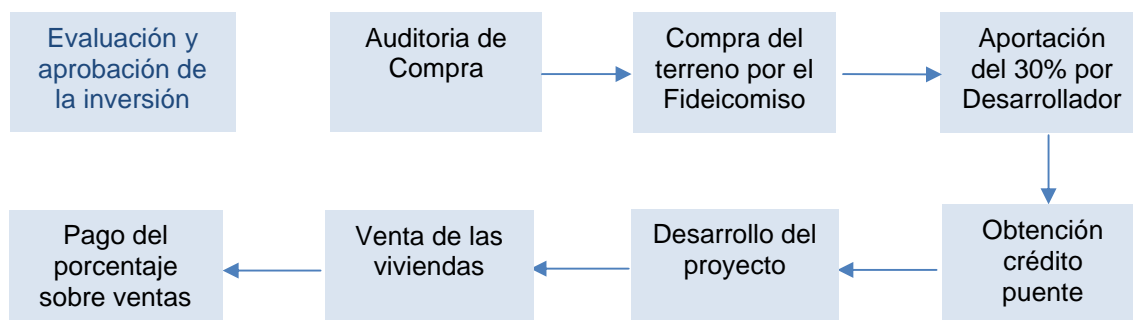 Evaluación y
aprobación de
la inversión
Auditoria de
Compra
Compra del
terreno por el
Fideicomiso
Aportación
del 30% por
Desarrollador
Obtención
crédito
puente
Desarrollo del
proyecto
Venta de las
viviendas
Pago del
porcentaje
sobre ventas